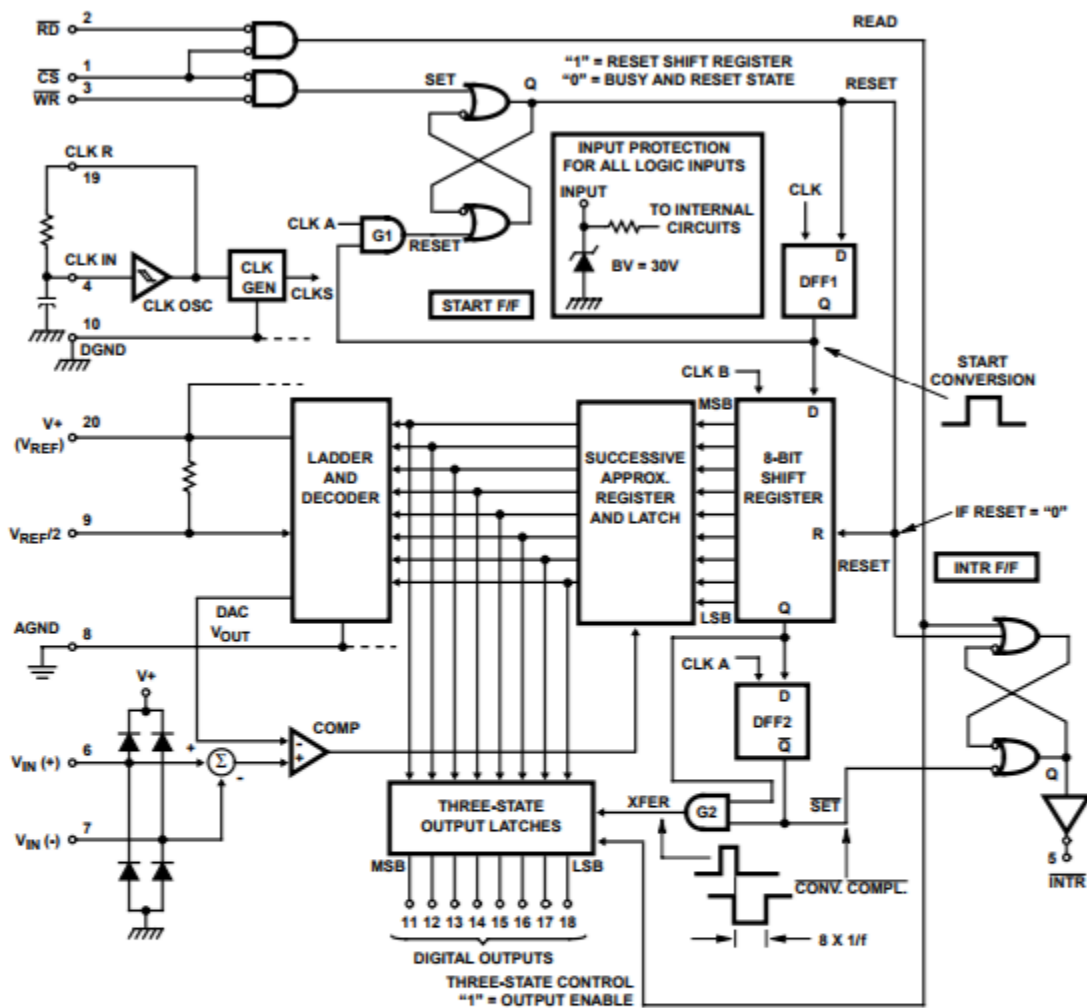 RD
2
READ
CS
1
WR
3
"1" = RESET SHIFT REGISTER
"0" = BUSY AND RESET STATE
SET
Q
RESET
CLK R
19
CLK IN
4
CLK OSC
CLK
GEN
CLKS
10
DGND
CLK A
G1
RESET
START F/F
INPUT PROTECTION
FOR ALL LOGIC INPUTS
INPUT
TO INTERNAL
CIRCUITS
BV = 30V
CLK
D
DFF1
Q
START
CONVERSION
V+
(VREF)
20
VREF/2
9
LADDER
AND
DECODER
SUCCESSIVE
APPROX.
REGISTER
AND LATCH
CLK B
MSB
LSB
D
8-BIT
SHIFT
REGISTER
R
Q
RESET
IF RESET = "0"
INTR F/F
AGND
8
DAC
VOUT
V+
COMP
-
+
VIN (+)
6
+
Σ
-
VIN (-)
7
CLK A
D
DFF2
Q
THREE-STATE
OUTPUT LATCHES
XFER
G2
SET
Q
5
INTR
MSB
LSB
11 12 13 14 15 16 17 18
DIGITAL OUTPUTS
CONV. COMPL.
8 X 1/f
THREE-STATE CONTROL
"1" = OUTPUT ENABLE